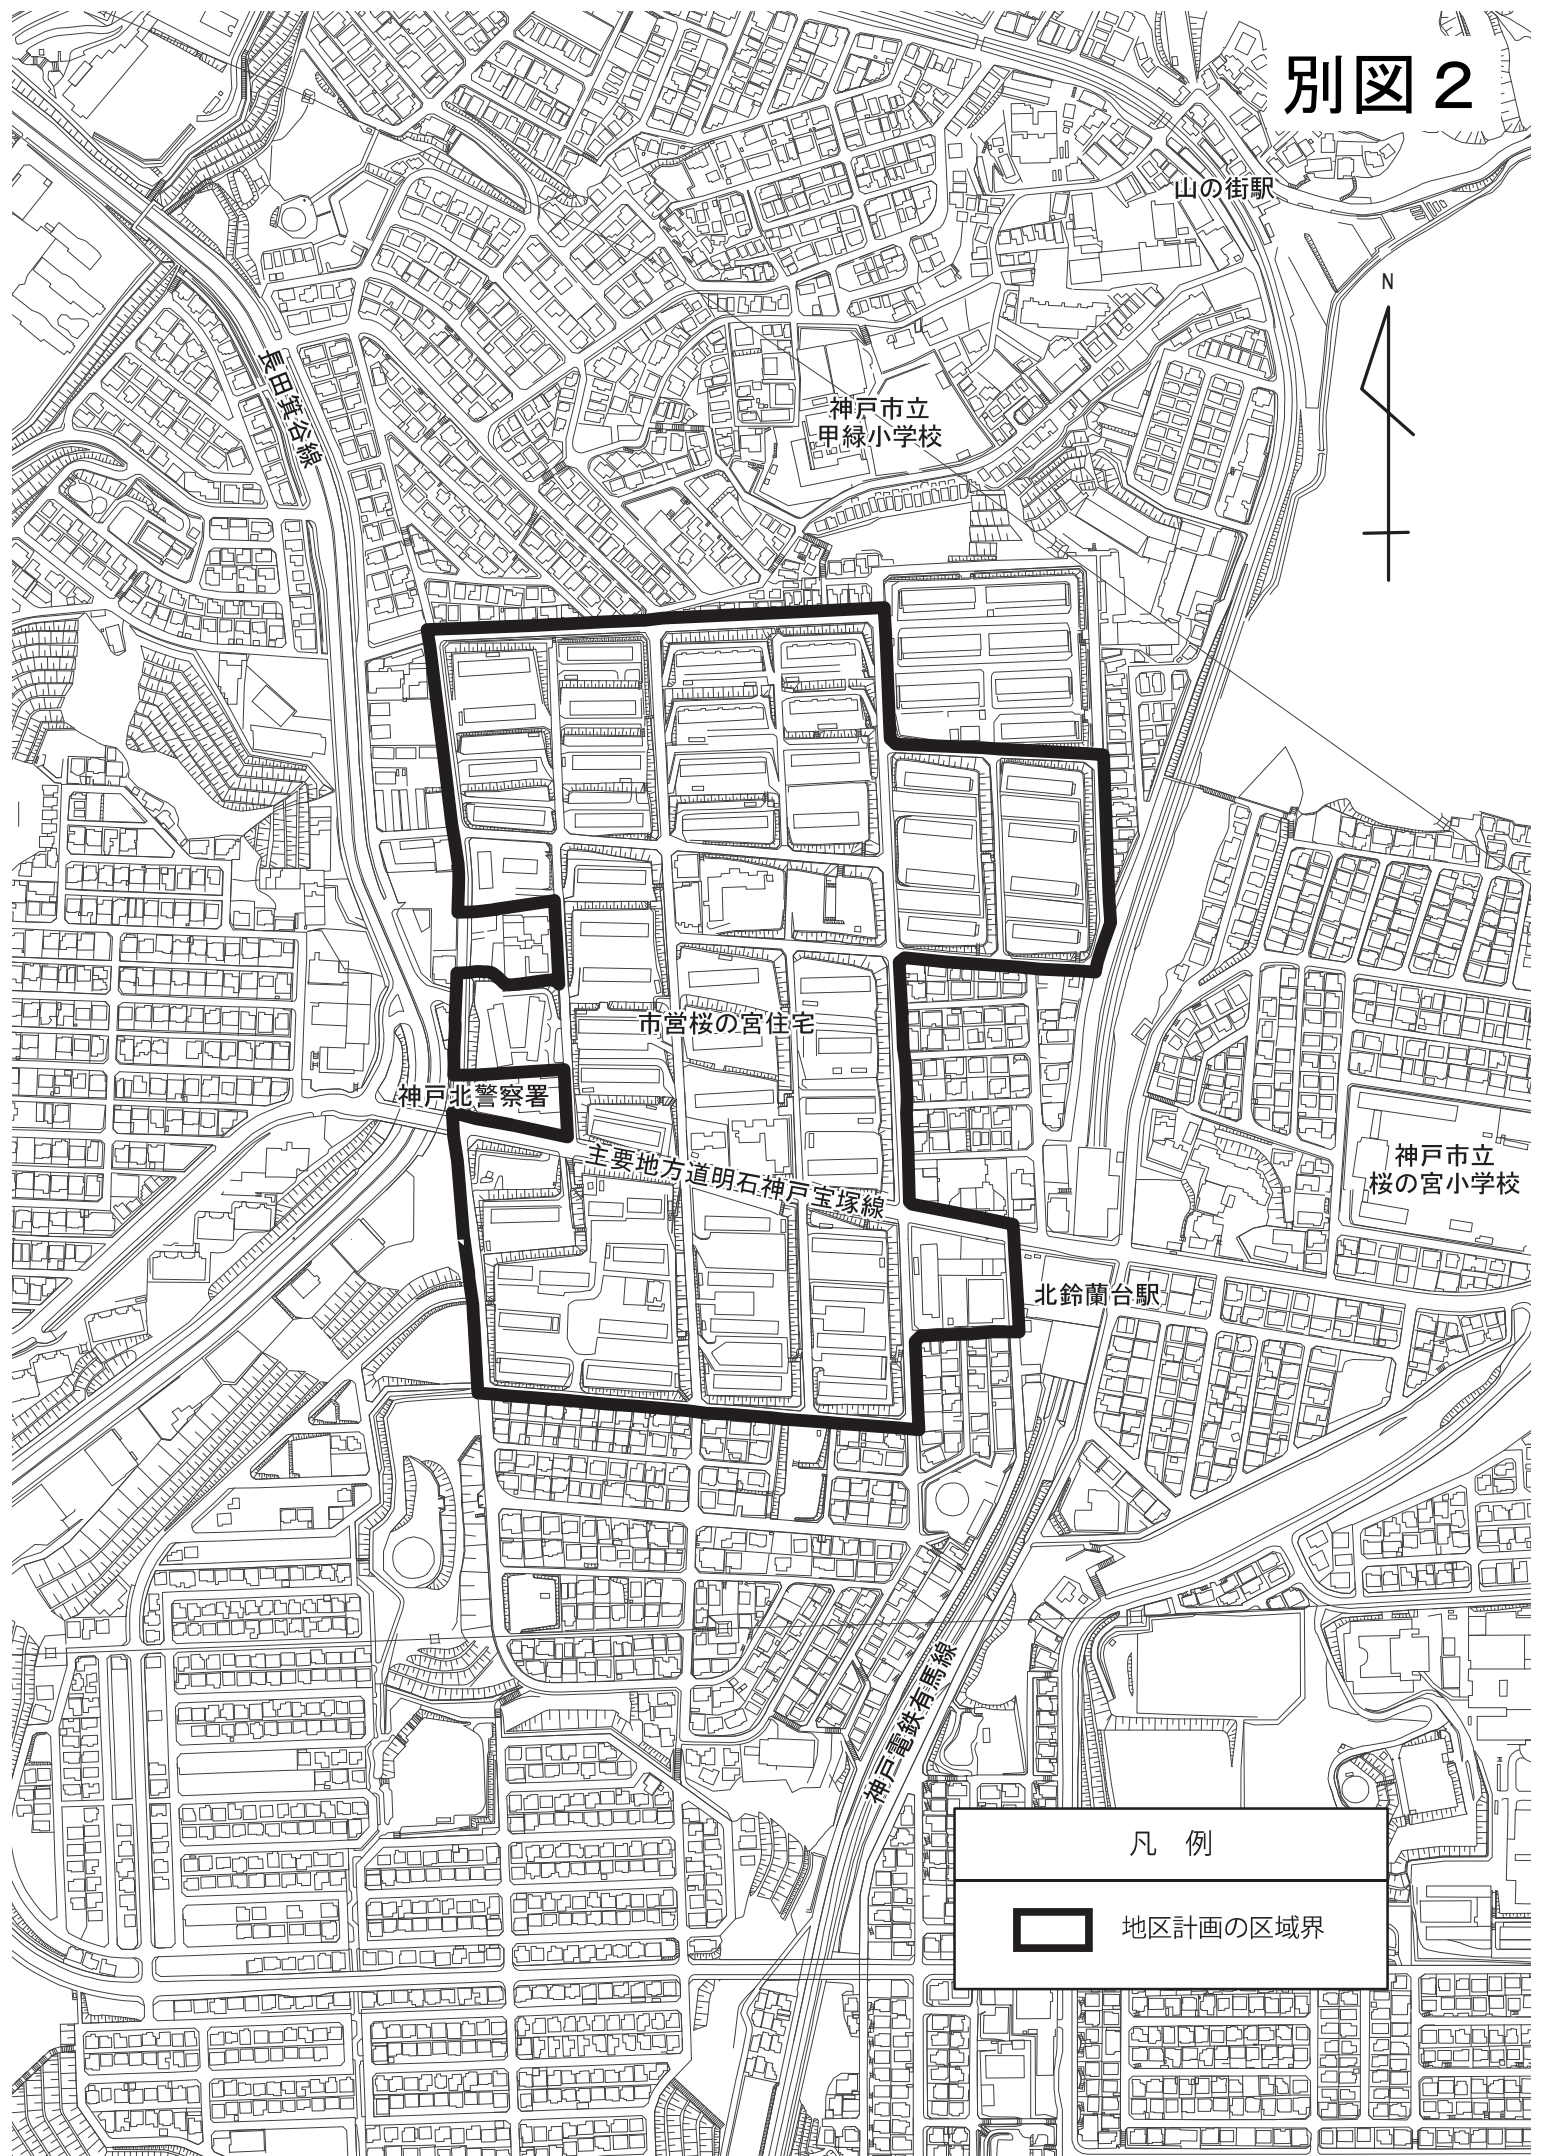 別図２
山の街駅
N
長田箕谷線
神戸市立
甲緑小学校
市営桜の宮住宅
神戸北警察署
主要地方道明石神戸宝塚線
神戸市立
桜の宮小学校
北鈴蘭台駅
神戸電鉄有馬線
凡　例
地区計画の区域界